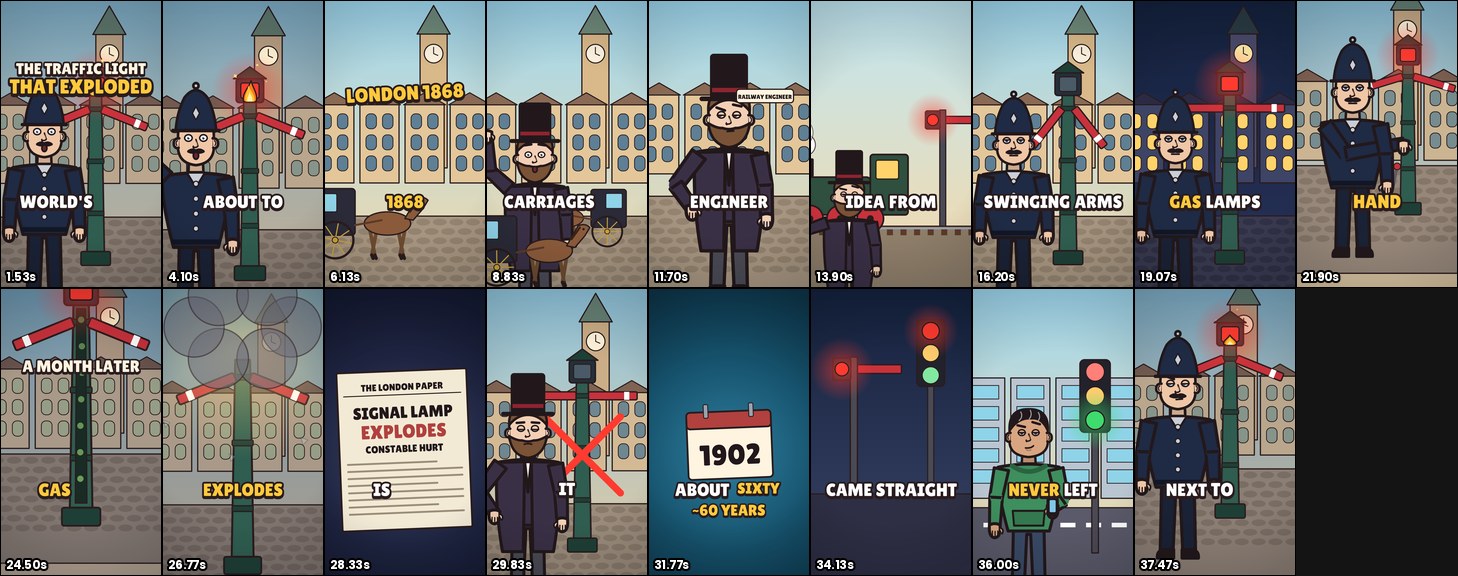 THE TRAFFIC LIGHT
THAT EXPLODED
WORLD'S
1.53s
ABOUT TO
4.10s
LONDON 1868
1868
6.13s
CARRIAGES
8.83s
RAILWAY ENGINEER
ENGINEER
11.70s
IDEA FROM
13.90s
SWINGING ARMS
16.20s
GAS LAMPS
19.07s
HAND
21.90s
A MONTH LATER
GAS
24.50s
EXPLODES
26.77s
THE LONDON PAPER
SIGNAL LAMP
EXPLODES
CONSTABLE HURT
IS
28.33s
IT
29.83s
1902
ABOUT SIXTY
~60 YEARS
31.77s
CAME STRAIGHT
34.13s
NEVER LEFT
36.00s
NEXT TO
37.47s